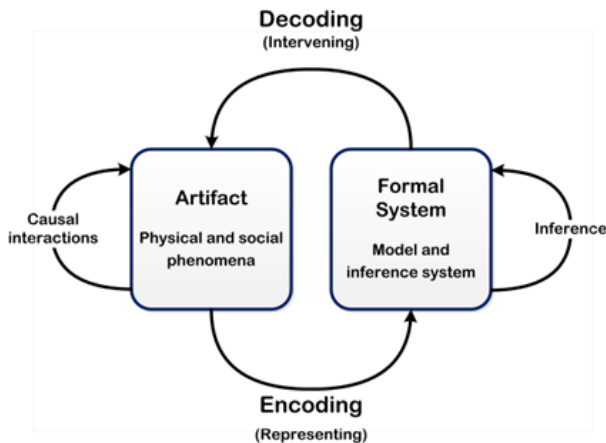 Decoding
(Intervening)
Artifact
Physical and social
phenomena
Formal
System
Model and
inference system
Causal
interactions
Inference
Encoding
(Representing)